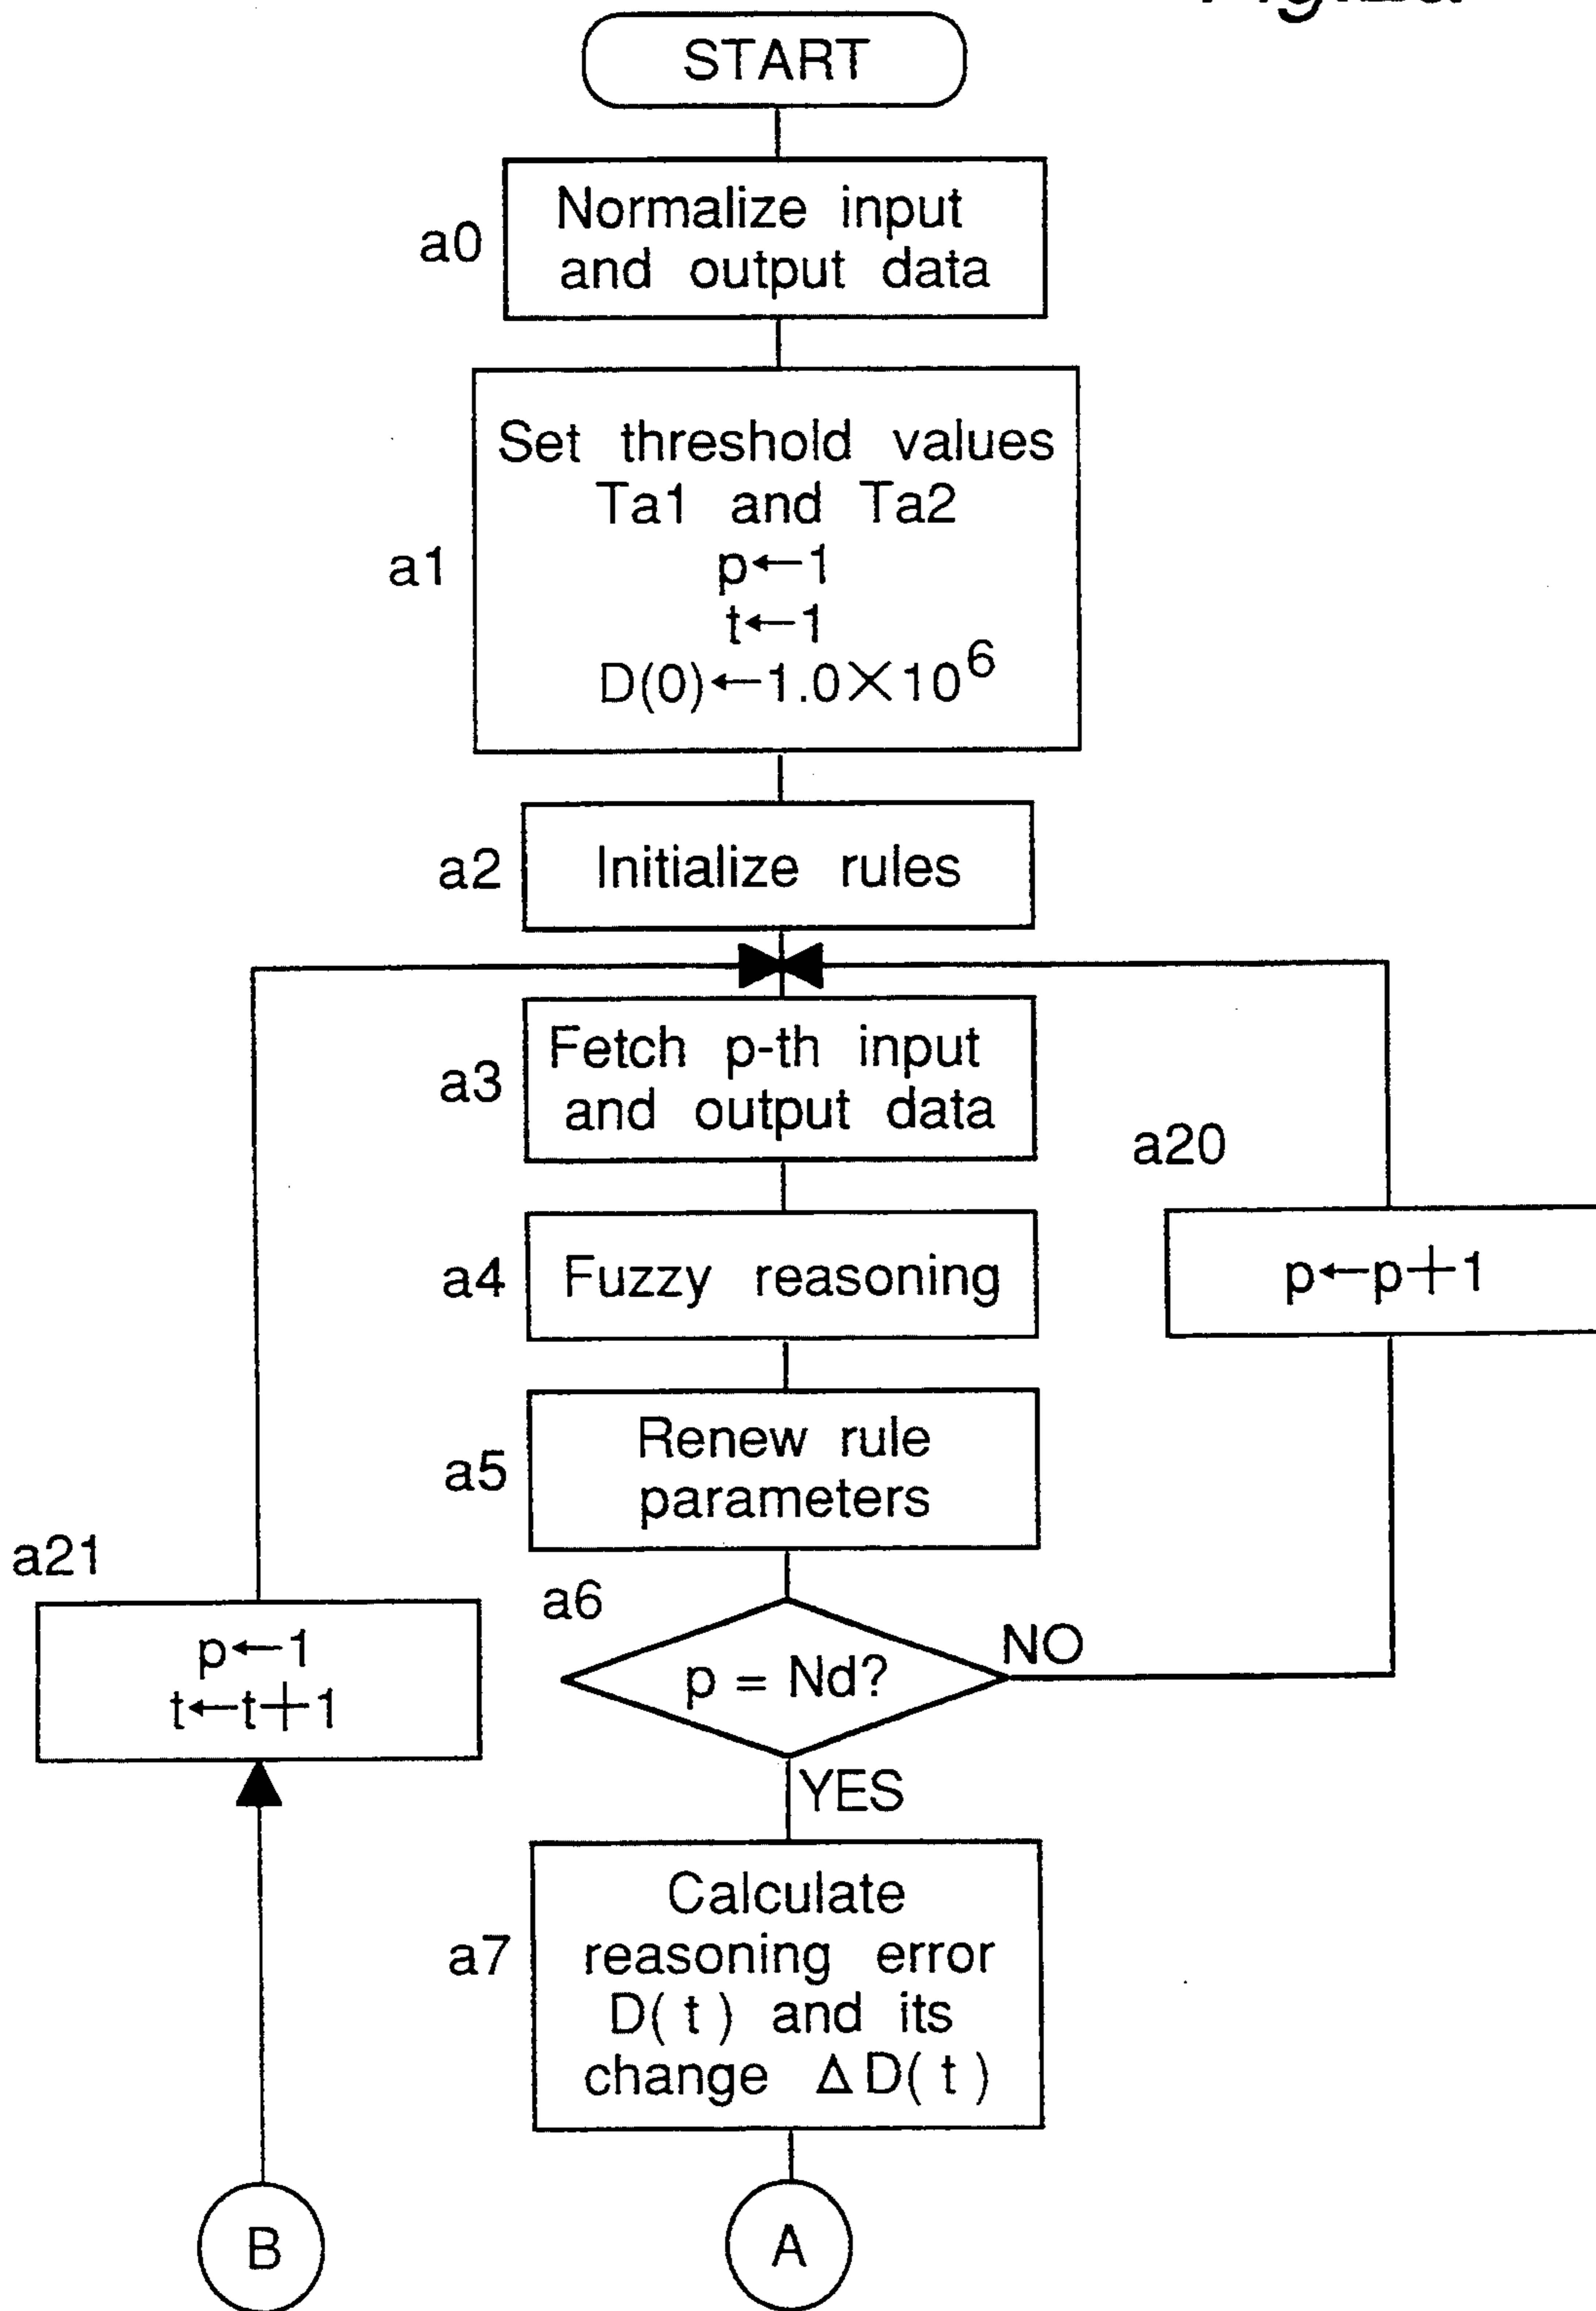 START
a0
Normalize input
and output data
a1
Set threshold values
Ta1 and Ta2
p←1
t←1
D(0)←1.0×10⁶
a2
Initialize rules
a3
Fetch p-th input
and output data
a20
p←p+1
a4
Fuzzy reasoning
a5
Renew rule
parameters
a21
p←1
t←t+1
a6
p = Nd?
NO
YES
a7
Calculate
reasoning error
D( t ) and its
change ΔD( t )
B
A